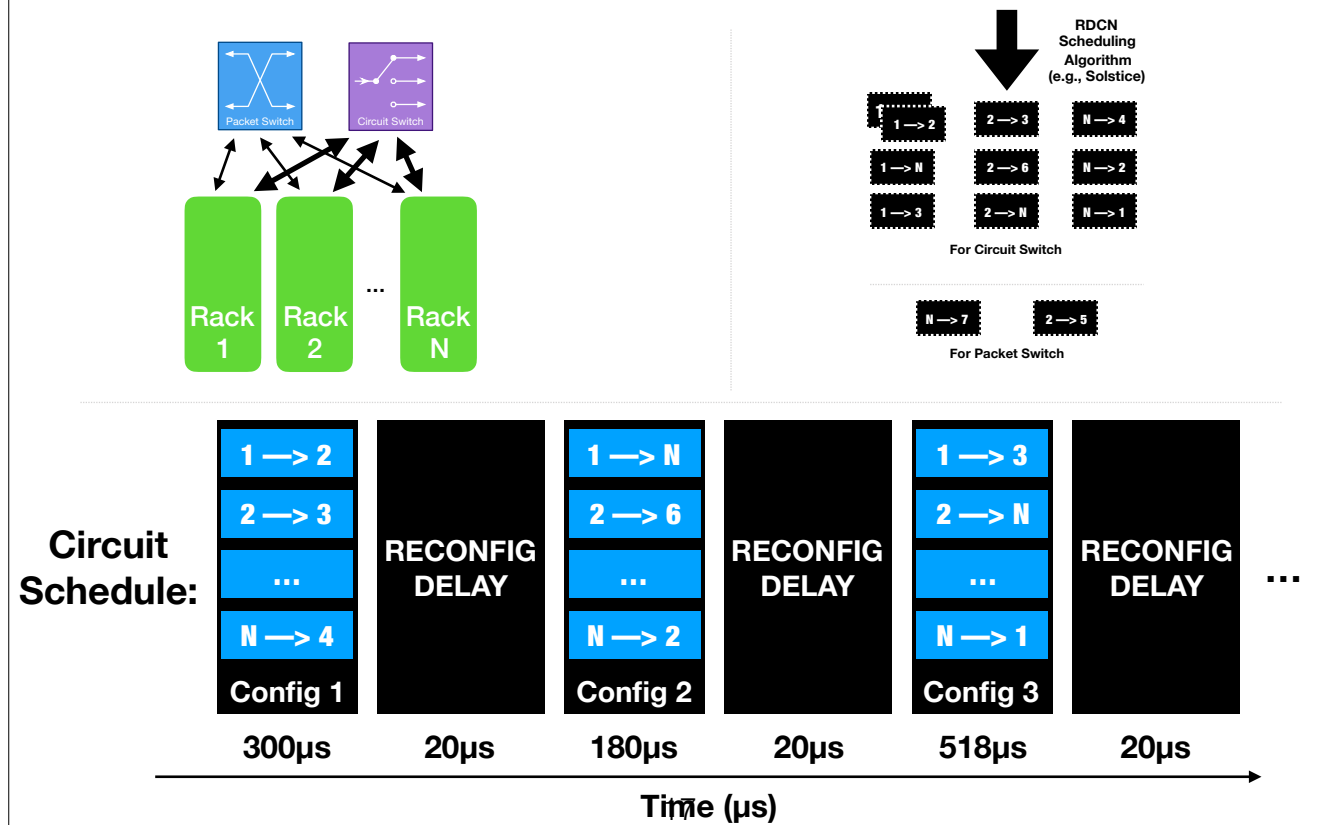 Packet Switch
Circuit Switch
Rack
1
Rack
2
...
Rack
N
RDCN
Scheduling
Algorithm
(e.g., Solstice)
1 —> 2
2 —> 3
N —> 4
1 —> N
2 —> 6
N —> 2
1 —> 3
2 —> N
N —> 1
For Circuit Switch
N —> 7
2 —> 5
For Packet Switch
Circuit
Schedule:
1 —> 2
2 —> 3
...
N —> 4
Config 1
RECONFIG
DELAY
1 —> N
2 —> 6
...
N —> 2
Config 2
RECONFIG
DELAY
1 —> 3
2 —> N
...
N —> 1
Config 3
RECONFIG
DELAY
...
300µs
20µs
180µs
20µs
518µs
20µs
Time (µs)
17